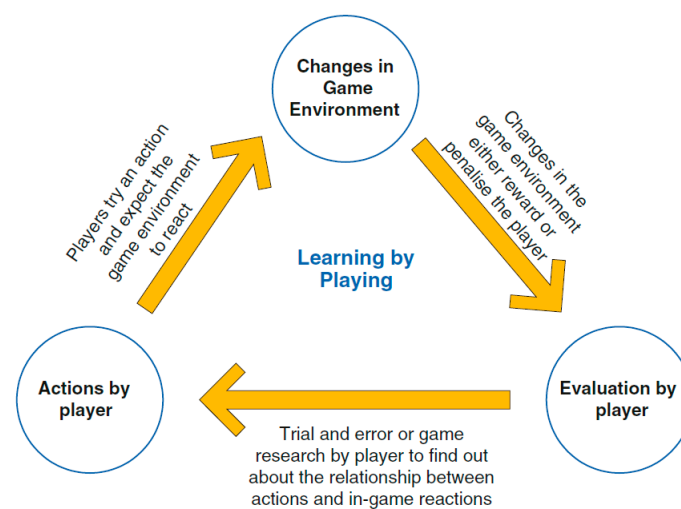 Changes in
Game
Environment
Players try an action
and expect the
game environment
to react
Changes in the
game environment
either reward or
penalise the player
Learning by
Playing
Actions by
player
Evaluation by
player
Trial and error or game
research by player to find out
about the relationship between
actions and in-game reactions